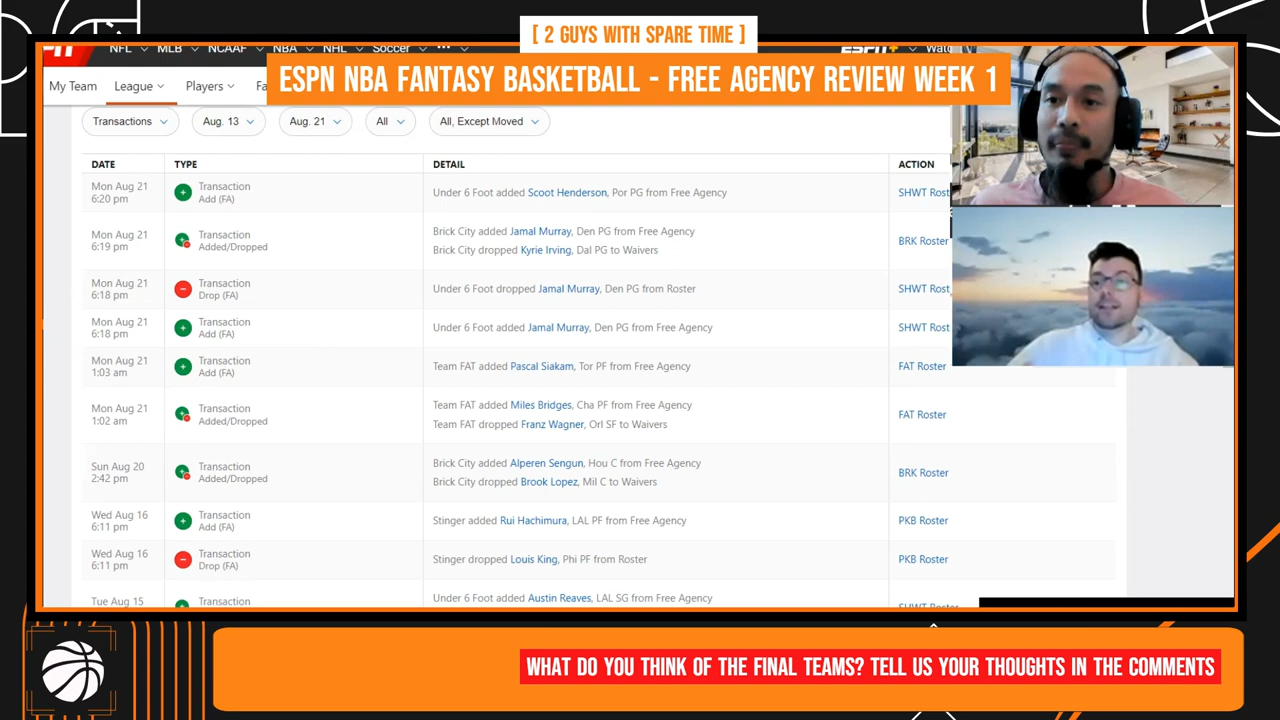 [ 2 GUYS WITH SPARE TIME ]
NFL MLB NCAAF NBA NHL Soccer ESPN+
ESPN NBA FANTASY BASKETBALL - FREE AGENCY REVIEW WEEK 1
My Team League Players
Transactions Aug. 13 Aug. 21 All All, Except Moved
DATE TYPE DETAIL ACTION
Mon Aug 21
6:20 pm
Transaction
Add (FA)
Under 6 Foot added Scoot Henderson, Por PG from Free Agency
SHWT Rost
Mon Aug 21
6:19 pm
Transaction
Added/Dropped
Brick City added Jamal Murray, Den PG from Free Agency
Brick City dropped Kyrie Irving, Dal PG to Waivers
BRK Roster
Mon Aug 21
6:18 pm
Transaction
Drop (FA)
Under 6 Foot dropped Jamal Murray, Den PG from Roster
SHWT Rost
Mon Aug 21
6:18 pm
Transaction
Add (FA)
Under 6 Foot added Jamal Murray, Den PG from Free Agency
SHWT Rost
Mon Aug 21
1:03 am
Transaction
Add (FA)
Team FAT added Pascal Siakam, Tor PF from Free Agency
FAT Roster
Mon Aug 21
1:02 am
Transaction
Added/Dropped
Team FAT added Miles Bridges, Cha PF from Free Agency
Team FAT dropped Franz Wagner, Orl SF to Waivers
FAT Roster
Sun Aug 20
2:42 pm
Transaction
Added/Dropped
Brick City added Alperen Sengun, Hou C from Free Agency
Brick City dropped Brook Lopez, Mil C to Waivers
BRK Roster
Wed Aug 16
6:11 pm
Transaction
Add (FA)
Stinger added Rui Hachimura, LAL PF from Free Agency
PKB Roster
Wed Aug 16
6:11 pm
Transaction
Drop (FA)
Stinger dropped Louis King, Phi PF from Roster
PKB Roster
Tue Aug 15
Transaction
Under 6 Foot added Austin Reaves, LAL SG from Free Agency
SHWT Roster
WHAT DO YOU THINK OF THE FINAL TEAMS? TELL US YOUR THOUGHTS IN THE COMMENTS